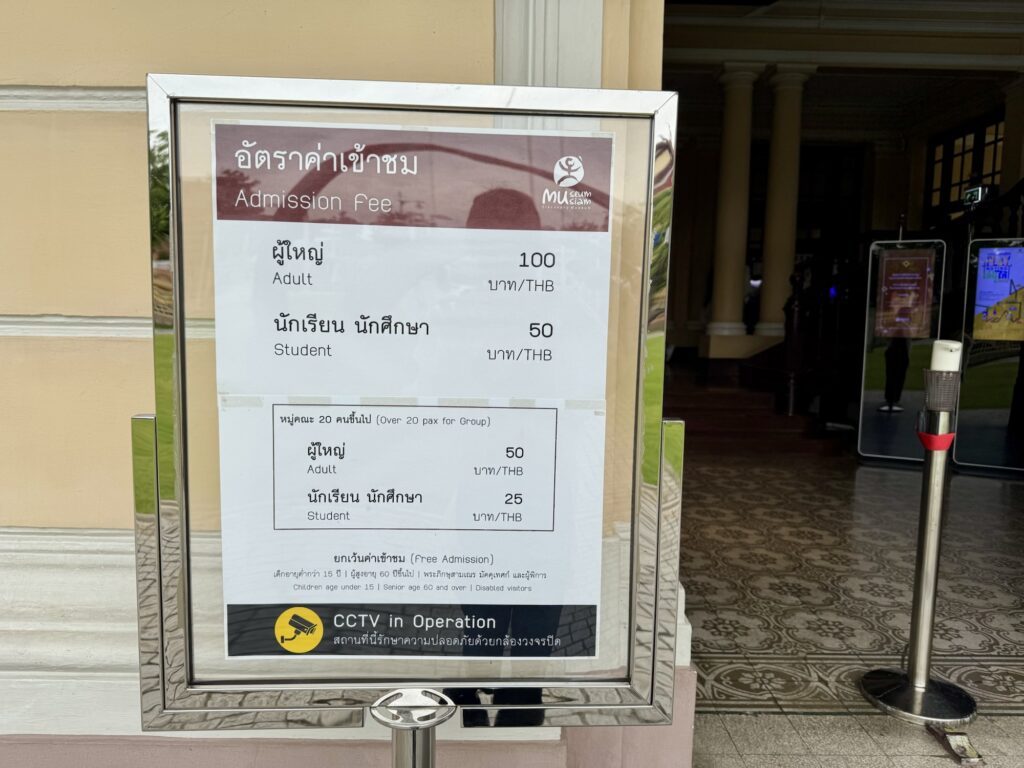 อัตราค่าเข้าชม
Admission Fee
Museum Siam
ผู้ใหญ่ 100
Adult บาท/THB
นักเรียน นักศึกษา 50
Student บาท/THB
หมู่คณะ 20 คนขึ้นไป (Over 20 pax for Group)
ผู้ใหญ่ 50
Adult บาท/THB
นักเรียน นักศึกษา 25
Student บาท/THB
ยกเว้นค่าเข้าชม (Free Admission)
เด็กอายุต่ำกว่า 15 ปี | ผู้สูงอายุ 60 ปีขึ้นไป | พระภิกษุสามเณร มัคคุเทศก์ และผู้พิการ
Children age under 15 | Senior age 60 and over | Disabled visitors
CCTV in Operation
สถานที่นี้รักษาความปลอดภัยด้วยกล้องวงจรปิด